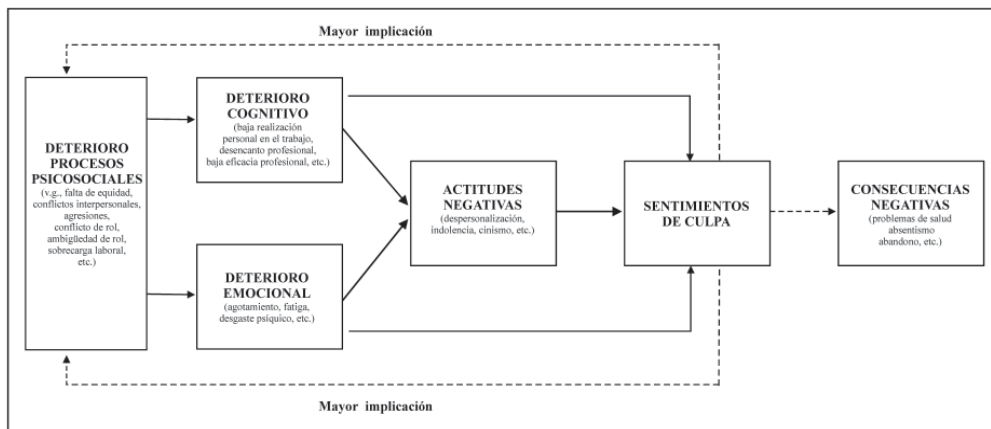 Mayor implicación
DETERIORO
PROCESOS
PSICOSOCIALES
(v.g., falta de equidad,
conflictos interpersonales,
agresiones,
conflicto de rol,
ambigüedad de rol,
sobrecarga laboral,
etc.)
DETERIORO
COGNITIVO
(baja realización
personal en el trabajo,
desencanto profesional,
baja eficacia profesional, etc.)
DETERIORO
EMOCIONAL
(agotamiento, fatiga,
desgaste psíquico, etc.)
ACTITUDES
NEGATIVAS
(despersonalización,
indolencia, cinismo, etc.)
SENTIMIENTOS
DE CULPA
CONSECUENCIAS
NEGATIVAS
(problemas de salud
absentismo
abandono, etc.)
Mayor implicación